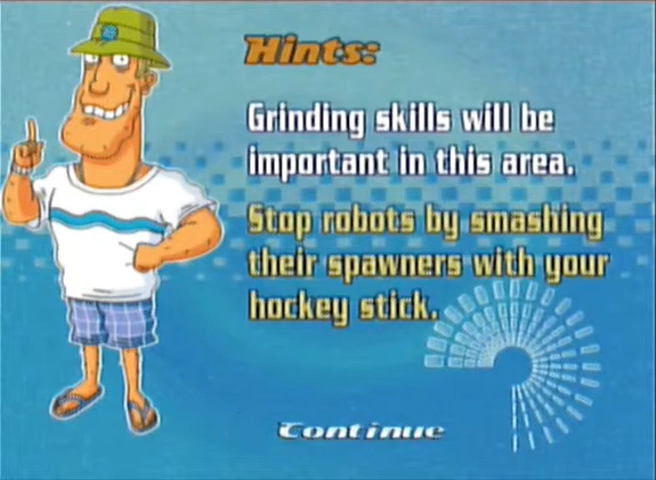 Hints:
Grinding skills will be
important in this area.
Stop robots by smashing
their spawners with your
hockey stick.
Continue